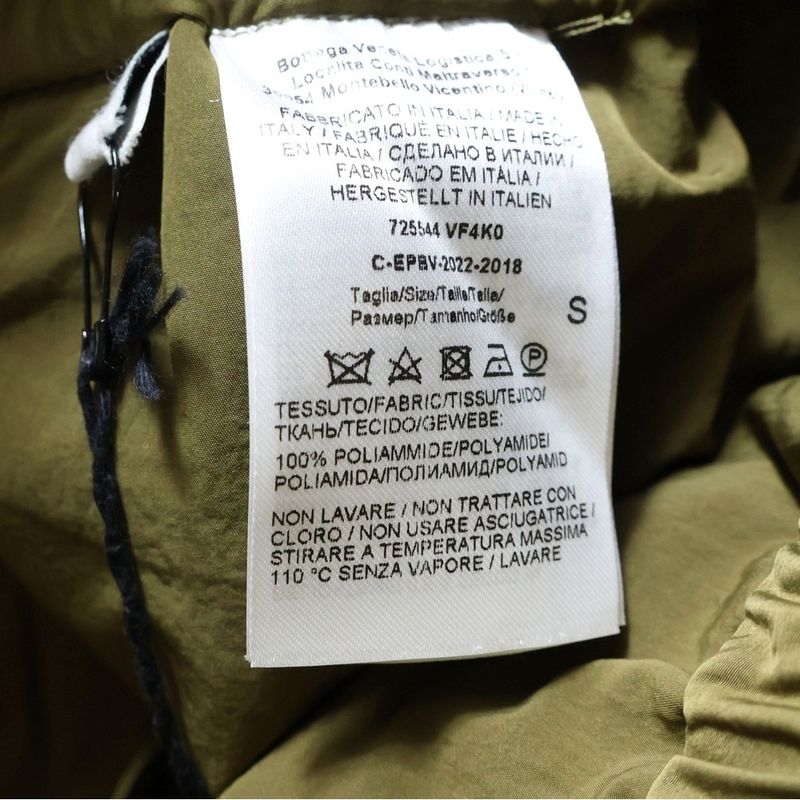 Bottega Veneta Logistica S.r.l
Località Conti Maltraverso
36054 Montebello Vicentino
FABBRICATO IN ITALIA / MADE IN
ITALY / FABRIQUÉ EN ITALIE / HECHO
EN ITALIA / СДЕЛАНО В ИТАЛИИ /
FABRICADO EM ITÁLIA /
HERGESTELLT IN ITALIEN
725544 VF4K0
C-EPBV-2022-2018
Taglia/Size/Taille/Talla/
Размер/Tamanho/Größe S
P
TESSUTO/FABRIC/TISSU/TEJIDO/
ТКАНЬ/TECIDO/GEWEBE:
100% POLIAMMIDE/POLYAMIDE/
POLIAMIDA/ПОЛИАМИД/POLYAMID
NON LAVARE / NON TRATTARE CON
CLORO / NON USARE ASCIUGATRICE /
STIRARE A TEMPERATURA MASSIMA
110 °C SENZA VAPORE / LAVARE